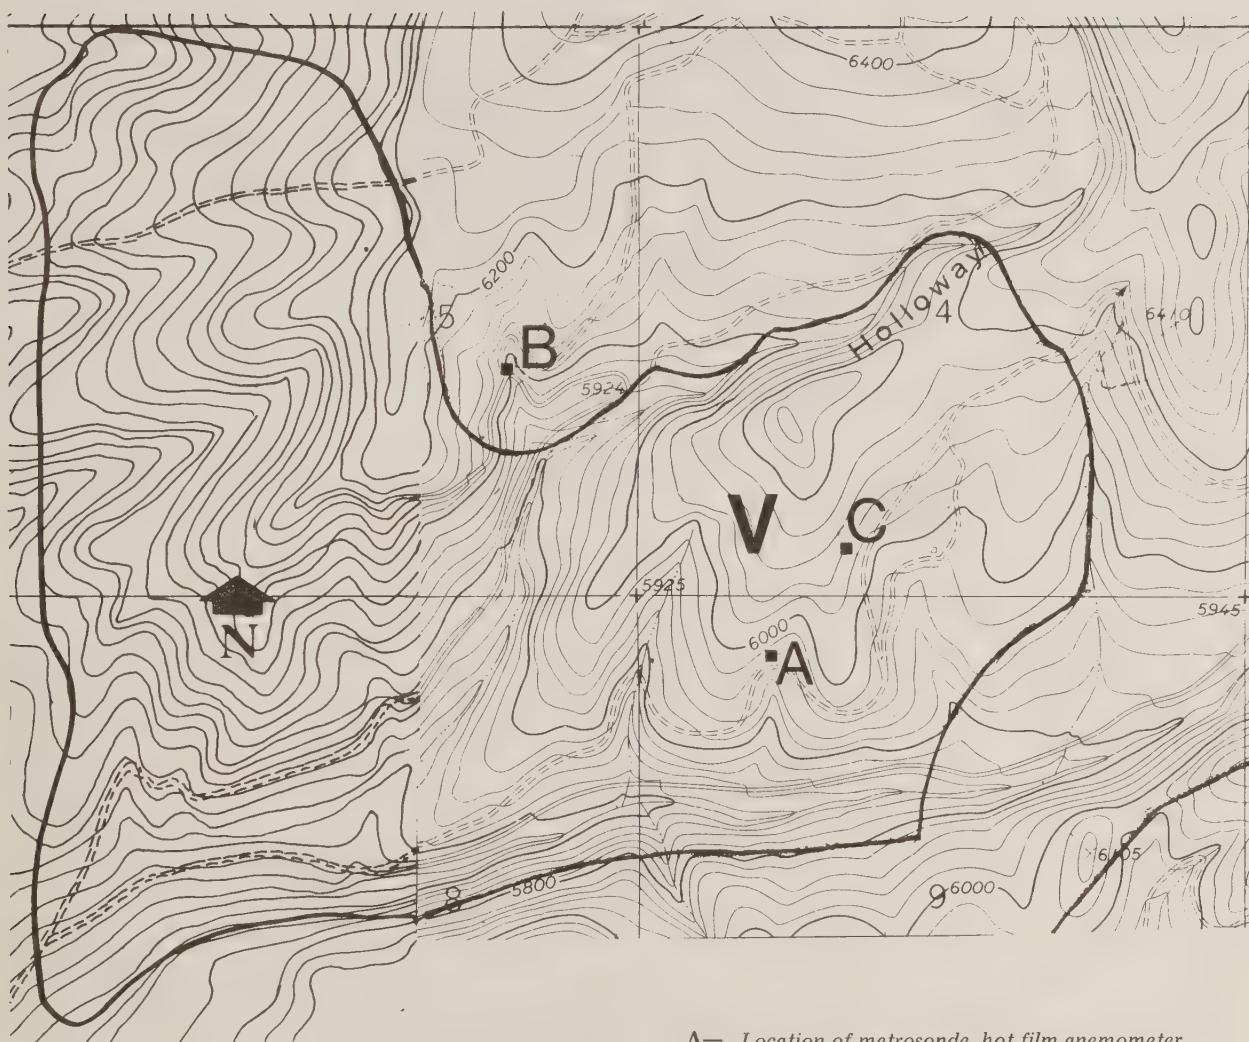 6400
6200
5
B
5924
Holloway
4
6410
V
C
5925
5945
N
6000
A
6105
8
5800
9
6000
A— Location of metrosonde, hot film anemometer